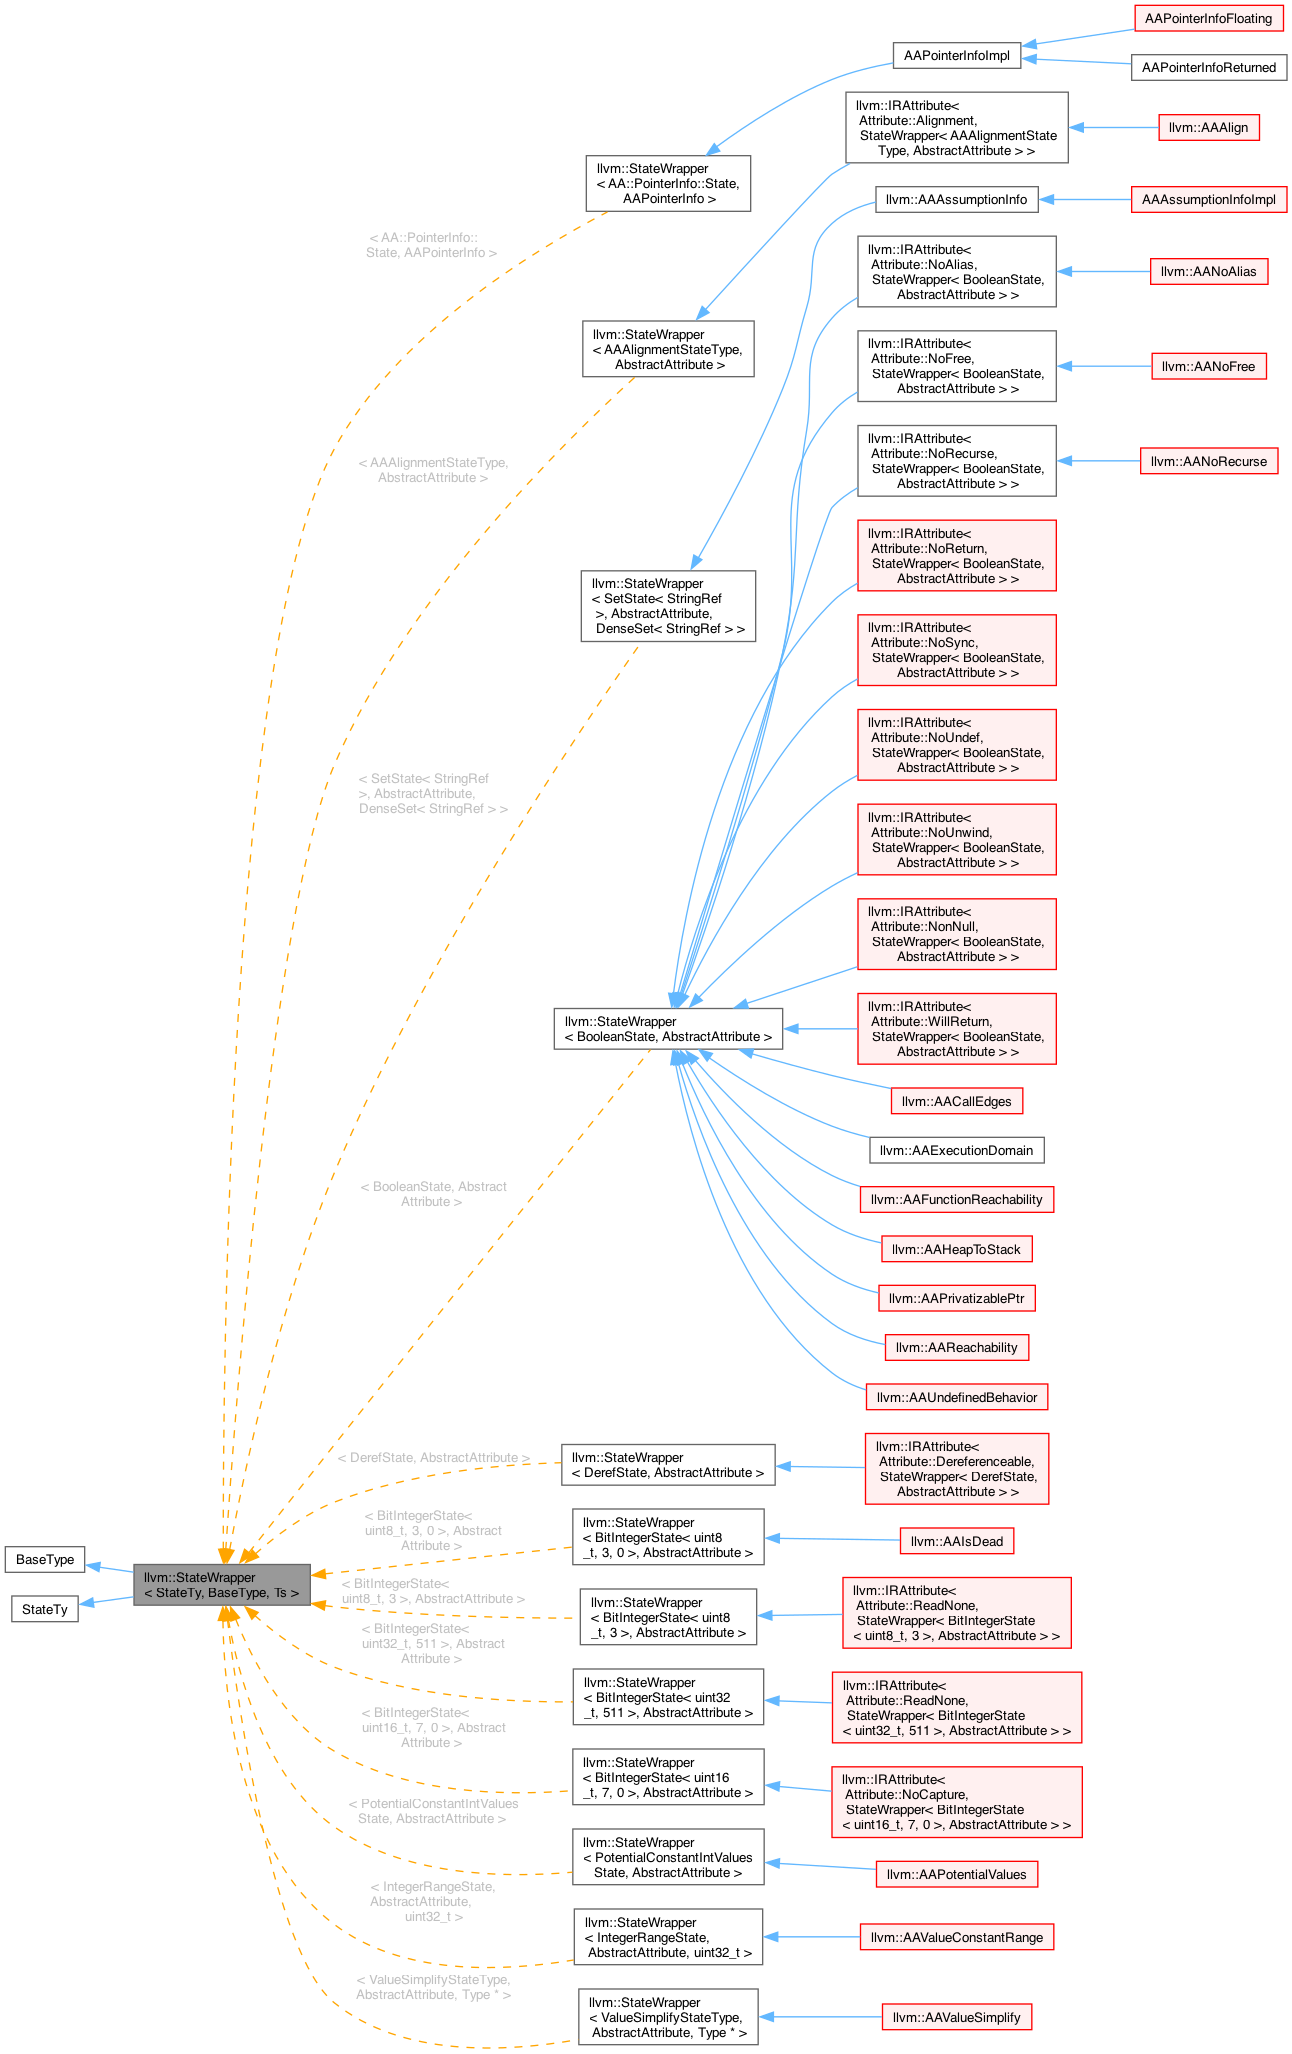 AAPointerInfoFloating
AAPointerInfoImpl
AAPointerInfoReturned
llvm::IRAttribute<
Attribute::Alignment,
StateWrapper< AAAlignmentState
Type, AbstractAttribute > >
llvm::AAAlign
llvm::StateWrapper
< AA::PointerInfo::State,
AAPointerInfo >
llvm::AAAssumptionInfo
AAAssumptionInfoImpl
< AA::PointerInfo::
State, AAPointerInfo >
llvm::IRAttribute<
Attribute::NoAlias,
StateWrapper< BooleanState,
AbstractAttribute > >
llvm::AANoAlias
llvm::StateWrapper
< AAAlignmentStateType,
AbstractAttribute >
llvm::IRAttribute<
Attribute::NoFree,
StateWrapper< BooleanState,
AbstractAttribute > >
llvm::AANoFree
< AAAlignmentStateType,
AbstractAttribute >
llvm::IRAttribute<
Attribute::NoRecurse,
StateWrapper< BooleanState,
AbstractAttribute > >
llvm::AANoRecurse
llvm::IRAttribute<
Attribute::NoReturn,
StateWrapper< BooleanState,
AbstractAttribute > >
llvm::StateWrapper
< SetState< StringRef
>, AbstractAttribute,
DenseSet< StringRef > >
llvm::IRAttribute<
Attribute::NoSync,
StateWrapper< BooleanState,
AbstractAttribute > >
llvm::IRAttribute<
Attribute::NoUndef,
StateWrapper< BooleanState,
AbstractAttribute > >
< SetState< StringRef
>, AbstractAttribute,
DenseSet< StringRef > >
llvm::IRAttribute<
Attribute::NoUnwind,
StateWrapper< BooleanState,
AbstractAttribute > >
llvm::IRAttribute<
Attribute::NonNull,
StateWrapper< BooleanState,
AbstractAttribute > >
llvm::StateWrapper
< BooleanState, AbstractAttribute >
llvm::IRAttribute<
Attribute::WillReturn,
StateWrapper< BooleanState,
AbstractAttribute > >
llvm::AACallEdges
llvm::AAExecutionDomain
< BooleanState, Abstract
Attribute >
llvm::AAFunctionReachability
llvm::AAHeapToStack
llvm::AAPrivatizablePtr
llvm::AAReachability
llvm::AAUndefinedBehavior
< DerefState, AbstractAttribute >
llvm::StateWrapper
< DerefState, AbstractAttribute >
llvm::IRAttribute<
Attribute::Dereferenceable,
StateWrapper< DerefState,
AbstractAttribute > >
< BitIntegerState<
uint8_t, 3, 0 >, Abstract
Attribute >
llvm::StateWrapper
< BitIntegerState< uint8
_t, 3, 0 >, AbstractAttribute >
llvm::AAIsDead
BaseType
StateTy
llvm::StateWrapper
< StateTy, BaseType, Ts >
< BitIntegerState<
uint8_t, 3 >, AbstractAttribute >
llvm::StateWrapper
< BitIntegerState< uint8
_t, 3 >, AbstractAttribute >
llvm::IRAttribute<
Attribute::ReadNone,
StateWrapper< BitIntegerState
< uint8_t, 3 >, AbstractAttribute > >
< BitIntegerState<
uint32_t, 511 >, Abstract
Attribute >
llvm::StateWrapper
< BitIntegerState< uint32
_t, 511 >, AbstractAttribute >
llvm::IRAttribute<
Attribute::ReadNone,
StateWrapper< BitIntegerState
< uint32_t, 511 >, AbstractAttribute > >
< BitIntegerState<
uint16_t, 7, 0 >, Abstract
Attribute >
llvm::StateWrapper
< BitIntegerState< uint16
_t, 7, 0 >, AbstractAttribute >
llvm::IRAttribute<
Attribute::NoCapture,
StateWrapper< BitIntegerState
< uint16_t, 7, 0 >, AbstractAttribute > >
< PotentialConstantIntValues
State, AbstractAttribute >
llvm::StateWrapper
< PotentialConstantIntValues
State, AbstractAttribute >
llvm::AAPotentialValues
< IntegerRangeState,
AbstractAttribute,
uint32_t >
llvm::StateWrapper
< IntegerRangeState,
AbstractAttribute, uint32_t >
llvm::AAValueConstantRange
< ValueSimplifyStateType,
AbstractAttribute, Type * >
llvm::StateWrapper
< ValueSimplifyStateType,
AbstractAttribute, Type * >
llvm::AAValueSimplify